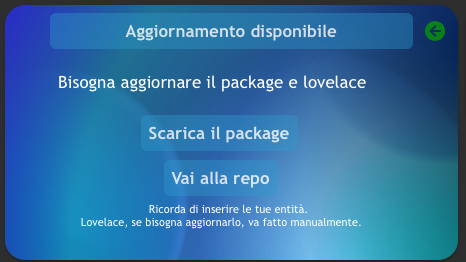 Aggiornamento disponibile
Bisogna aggiornare il package e lovelace
Scarica il package
Vai alla repo
Ricorda di inserire le tue entità.
Lovelace, se bisogna aggiornarlo, va fatto manualmente.